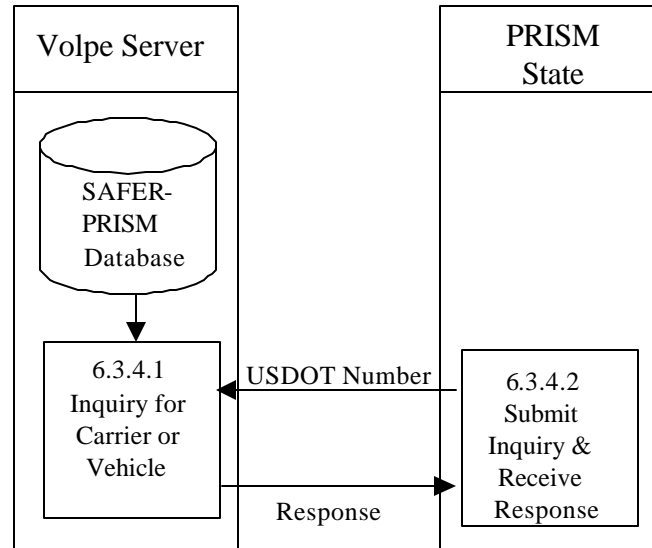 Volpe Server
PRISM
State
SAFER-
PRISM
Database
6.3.4.1
Inquiry for
Carrier or
Vehicle
USDOT Number
Response
6.3.4.2
Submit
Inquiry &
Receive
Response